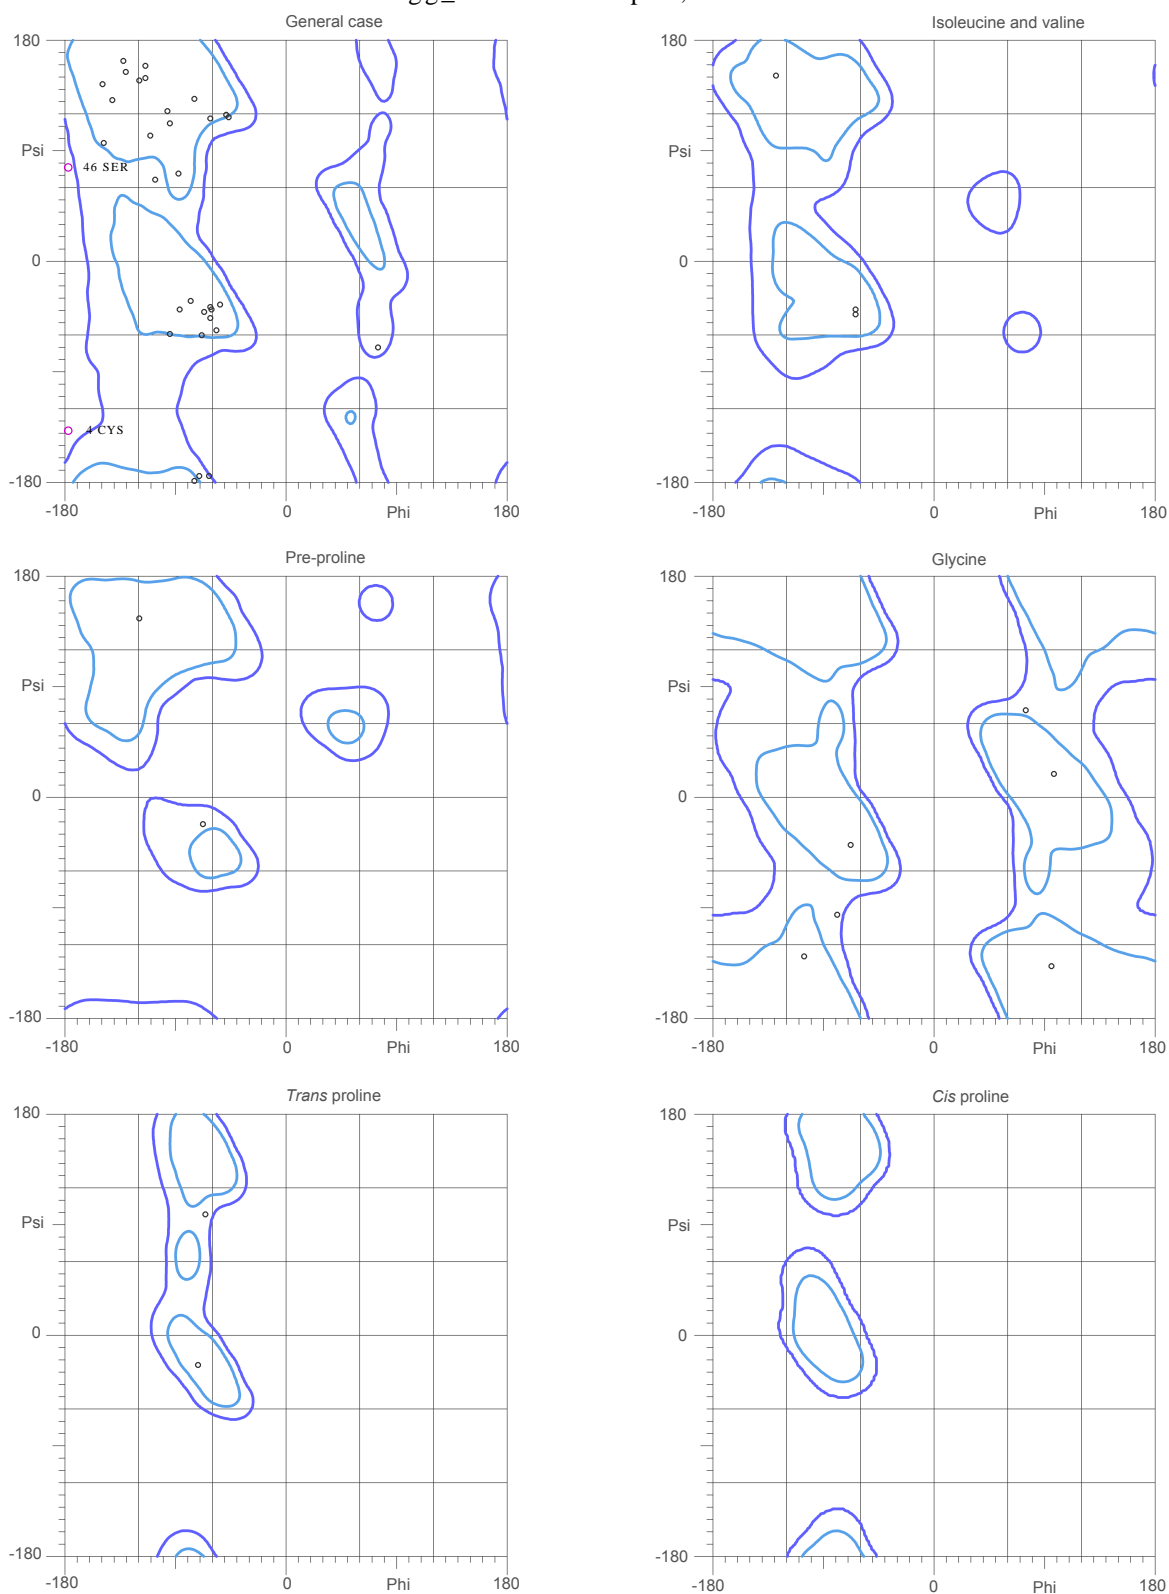 General case
Isoleucine and valine
180
180
46 SER
Psi
Psi
0
0
4 CYS
-180
-180
-180
0
Phi
180
-180
0
Phi
180
Pre-proline
Glycine
180
180
Psi
Psi
0
0
-180
-180
-180
0
Phi
180
-180
0
Phi
180
Trans proline
Cis proline
180
180
Psi
Psi
0
0
-180
-180
-180
0
Phi
180
-180
0
Phi
180